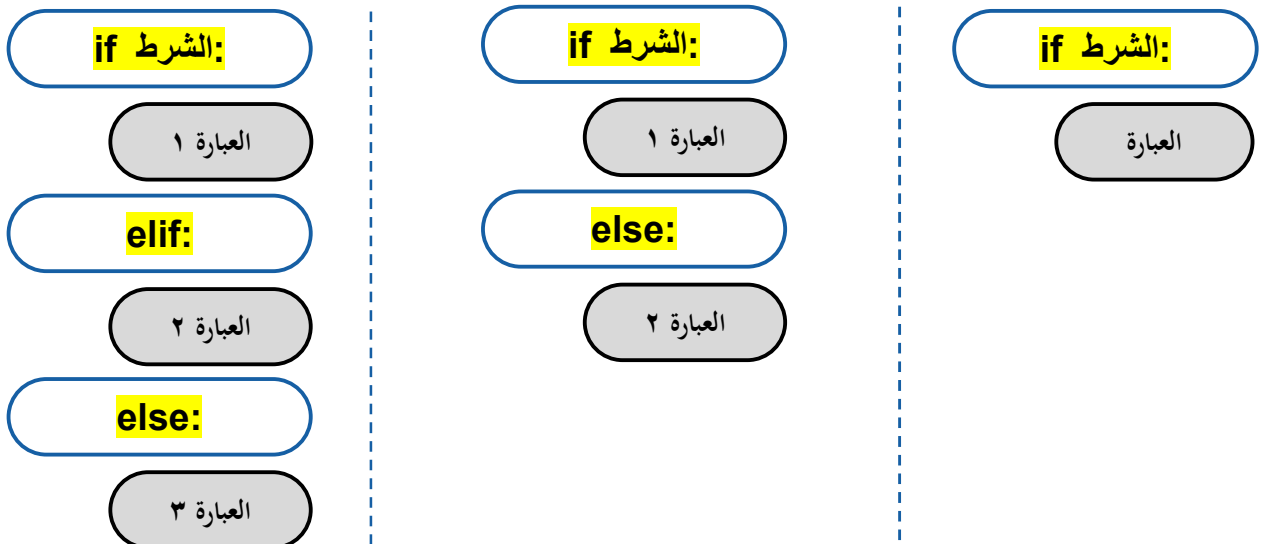 if الشرط:
العبارة
if الشرط:
العبارة ١
else:
العبارة ٢
if الشرط:
العبارة ١
elif:
العبارة ٢
else:
العبارة ٣